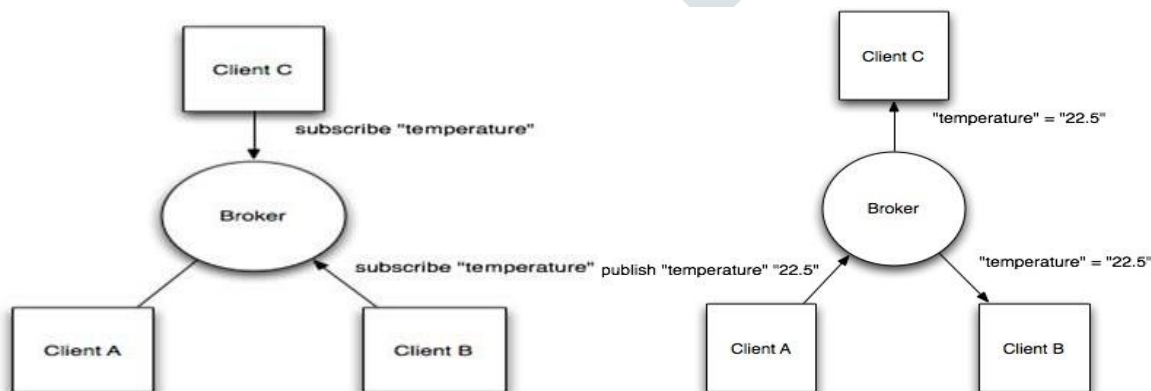 Client C
subscribe "temperature"
Broker
subscribe "temperature"
Client A
Client B
Client C
"temperature" = "22.5"
Broker
publish "temperature" "22.5"
"temperature" = "22.5"
Client A
Client B